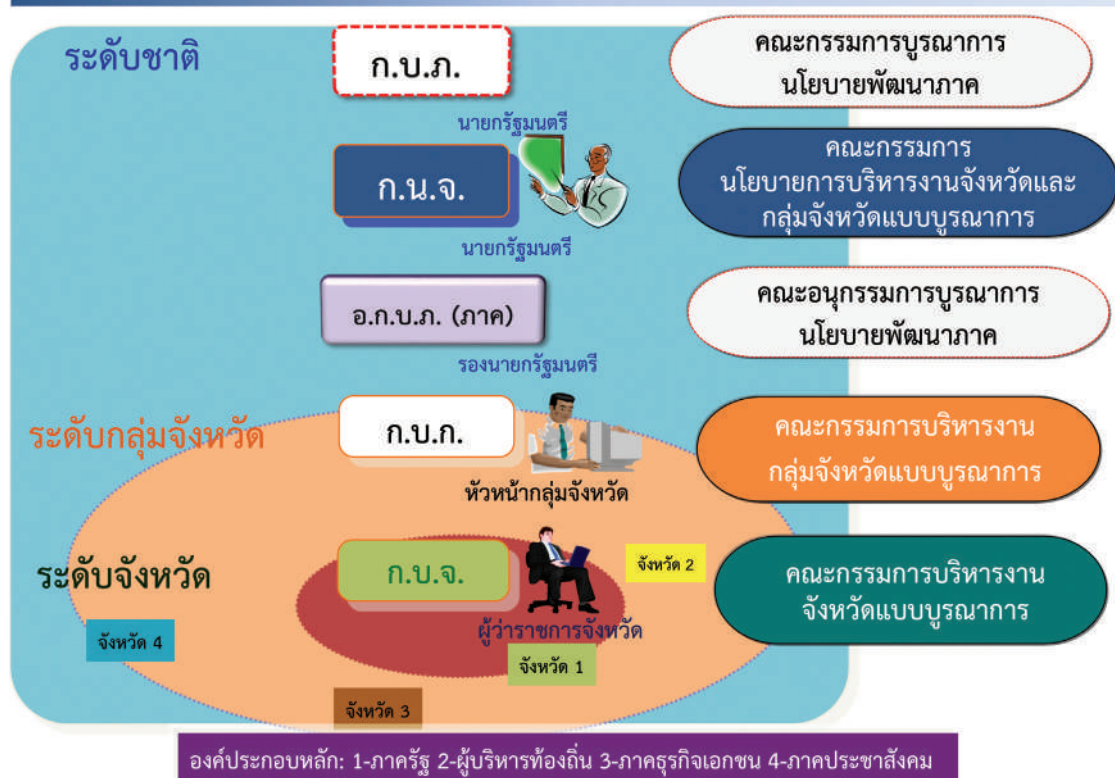 ระดับชาติ
ก.บ.ภ.
คณะกรรมการบูรณาการ
นโยบายพัฒนาภาค
นายกรัฐมนตรี
ก.น.จ.
คณะกรรมการ
นโยบายการบริหารงานจังหวัดและ
กลุ่มจังหวัดแบบบูรณาการ
นายกรัฐมนตรี
อ.ก.บ.ภ. (ภาค)
คณะอนุกรรมการบูรณาการ
นโยบายพัฒนาภาค
รองนายกรัฐมนตรี
ระดับกลุ่มจังหวัด
ก.บ.ก.
คณะกรรมการบริหารงาน
กลุ่มจังหวัดแบบบูรณาการ
หัวหน้ากลุ่มจังหวัด
ระดับจังหวัด
ก.บ.จ.
จังหวัด 2
คณะกรรมการบริหารงาน
จังหวัดแบบบูรณาการ
ผู้ว่าราชการจังหวัด
จังหวัด 4
จังหวัด 1
จังหวัด 3
องค์ประกอบหลัก: 1-ภาครัฐ 2-ผู้บริหารท้องถิ่น 3-ภาคธุรกิจเอกชน 4-ภาคประชาสังคม